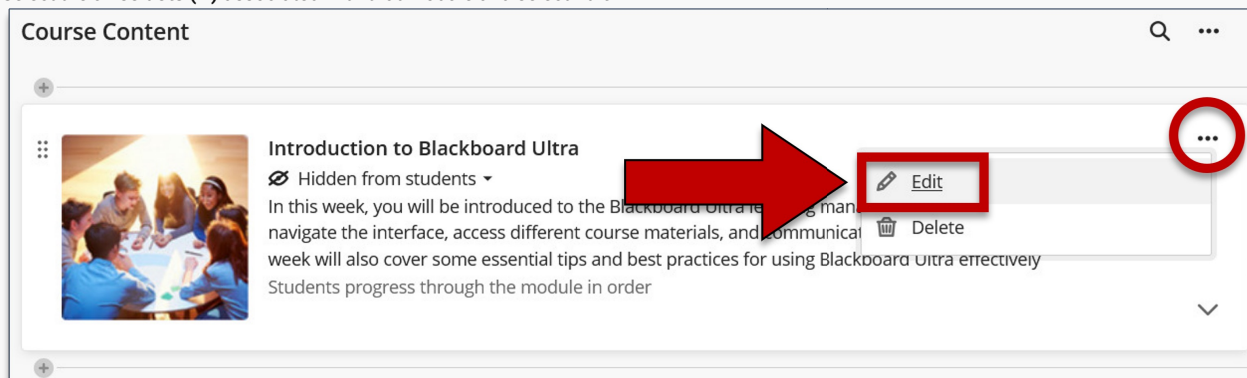 Course Content
Introduction to Blackboard Ultra
Hidden from students
In this week, you will be introduced to the Blackboard Ultra
navigate the interface, access different course materials, and
week will also cover some essential tips and best practices for using Blackboard Ultra effectively
Students progress through the module in order
Edit
Delete